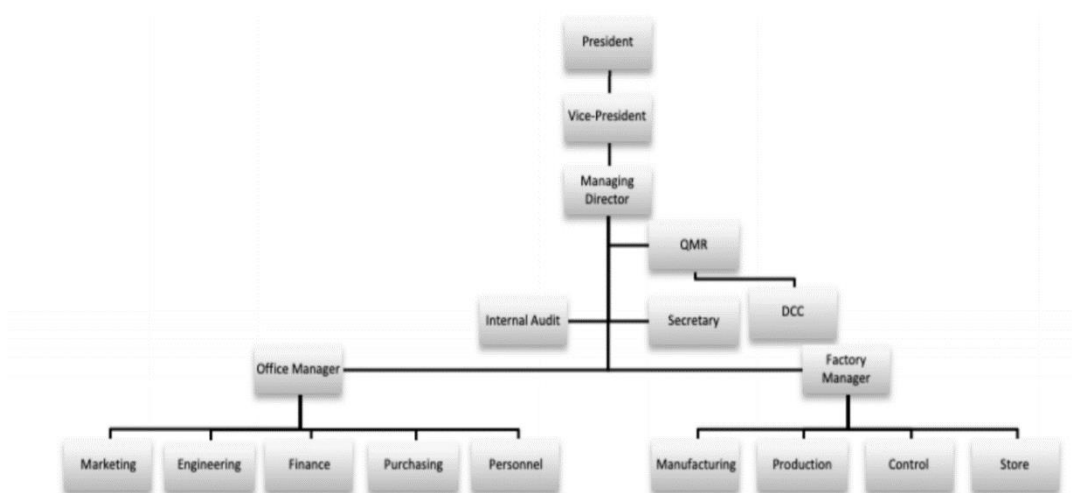 President
Vice-President
Managing
Director
QMR
DCC
Internal Audit
Secretary
Office Manager
Factory
Manager
Marketing
Engineering
Finance
Purchasing
Personnel
Manufacturing
Production
Control
Store